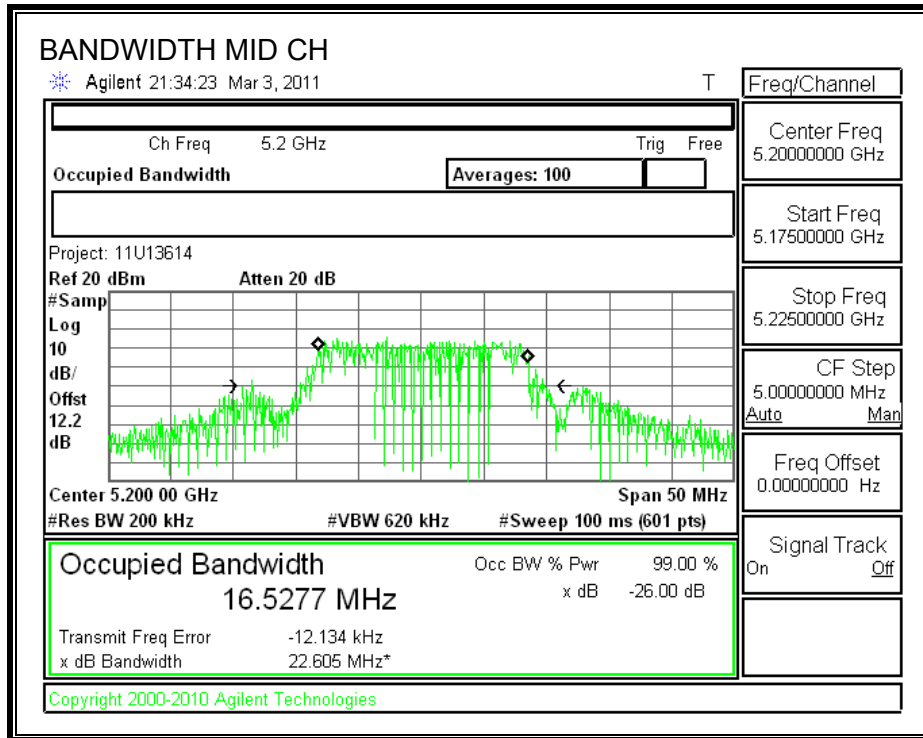 BANDWIDTH MID CH
Agilent 21:34:23 Mar 3, 2011 T
Freq/Channel
Ch Freq 5.2 GHz Trig Free
Occupied Bandwidth Averages: 100
Center Freq
5.20000000 GHz
Start Freq
5.17500000 GHz
Project: 11U13614
Ref 20 dBm Atten 20 dB
#Samp
Log
10
dB/
Offst
12.2
dB
Stop Freq
5.22500000 GHz
CF Step
5.00000000 MHz
Auto Man
Center 5.200 00 GHz Span 50 MHz
#Res BW 200 kHz #VBW 620 kHz #Sweep 100 ms (601 pts)
Freq Offset
0.00000000 Hz
Occupied Bandwidth Occ BW % Pwr 99.00 %
16.5277 MHz x dB -26.00 dB
Transmit Freq Error -12.134 kHz
x dB Bandwidth 22.605 MHz*
Signal Track
On Off
Copyright 2000-2010 Agilent Technologies